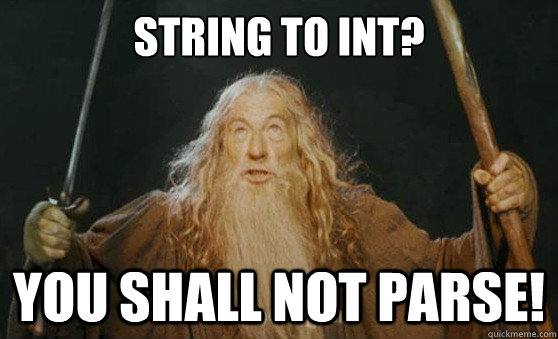 STRING TO INT?
YOU SHALL NOT PARSE!
quickmeme.com